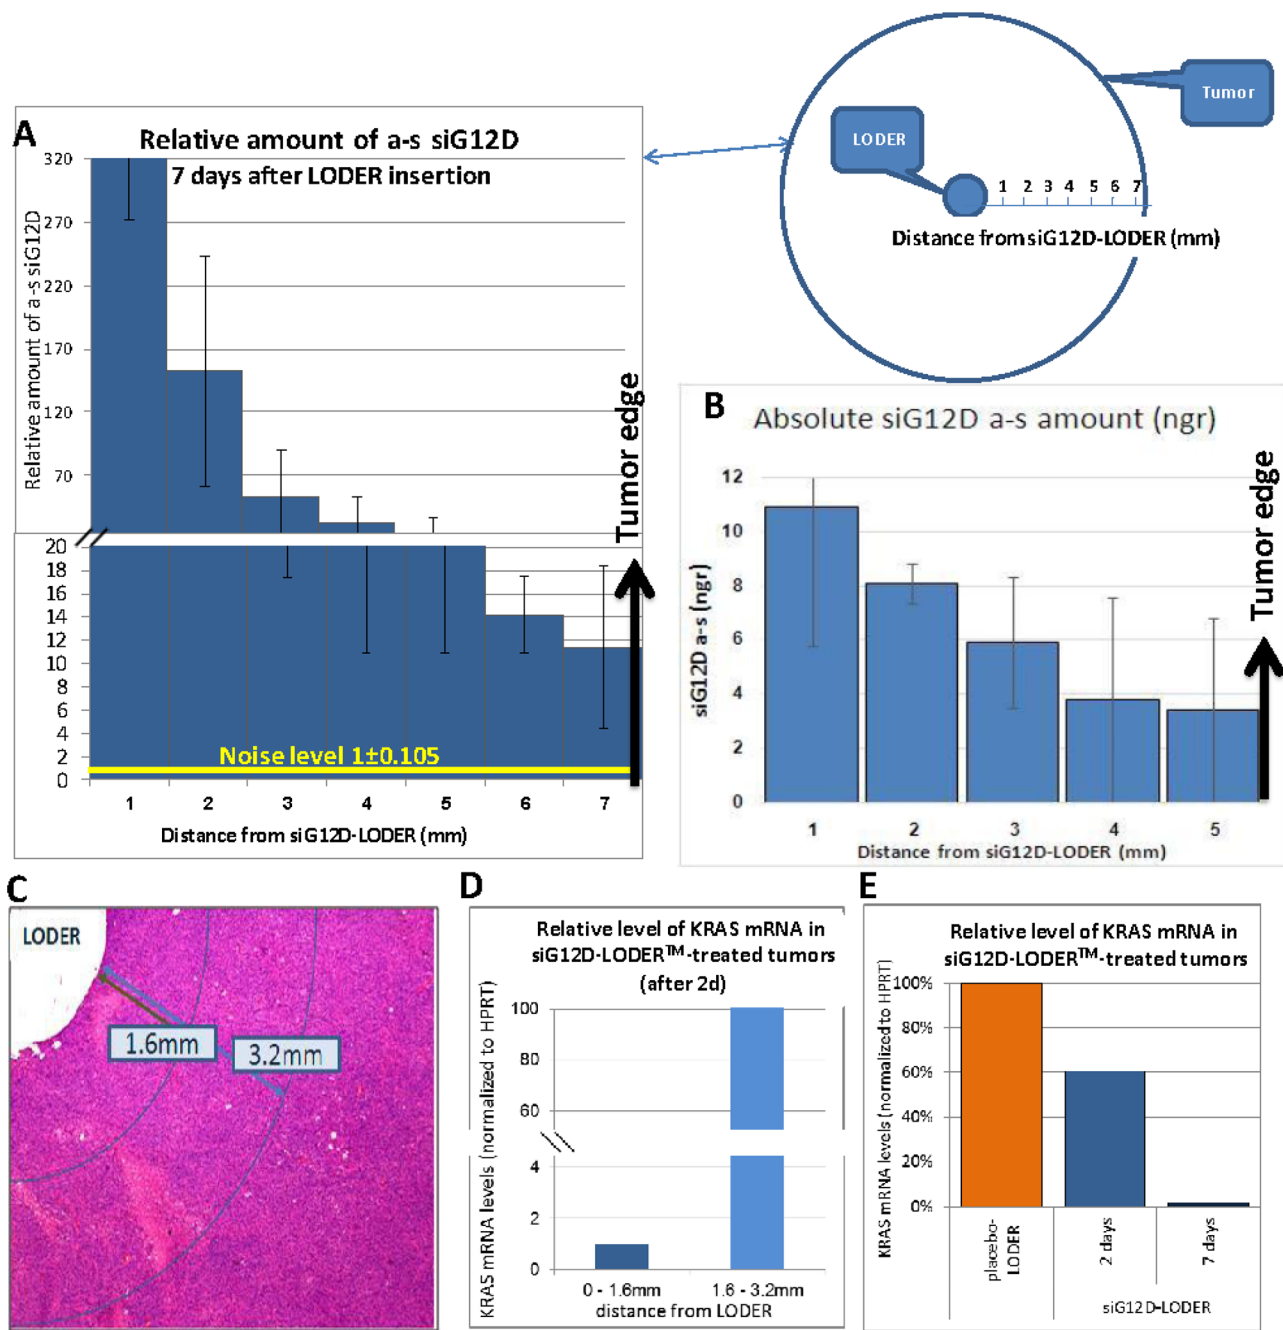 A
Relative amount of a-s siG12D
7 days after LODER insertion
Relative amount of a-s siG12D
320
270
220
170
120
70
20
18
16
14
12
10
8
6
4
2
0
Noise level 1±0.105
1 2 3 4 5 6 7
Distance from siG12D-LODER (mm)
Tumor edge
Tumor
LODER
1 2 3 4 5 6 7
Distance from siG12D-LODER (mm)
B
Absolute siG12D a-s amount (ngr)
siG12D a-s (ngr)
12
10
8
6
4
2
0
1 2 3 4 5
Distance from siG12D-LODER (mm)
Tumor edge
C
LODER
1.6mm
3.2mm
D
Relative level of KRAS mRNA in
siG12D-LODER™-treated tumors
(after 2d)
KRAS mRNA levels (normalized to HPRT)
100
80
60
4
2
0
0 - 1.6mm 1.6 - 3.2mm
distance from LODER
E
Relative level of KRAS mRNA in
siG12D-LODER™-treated tumors
KRAS mRNA levels (normalized to HPRT)
100%
80%
60%
40%
20%
0%
placebo-
LODER
2 days
7 days
siG12D-LODER